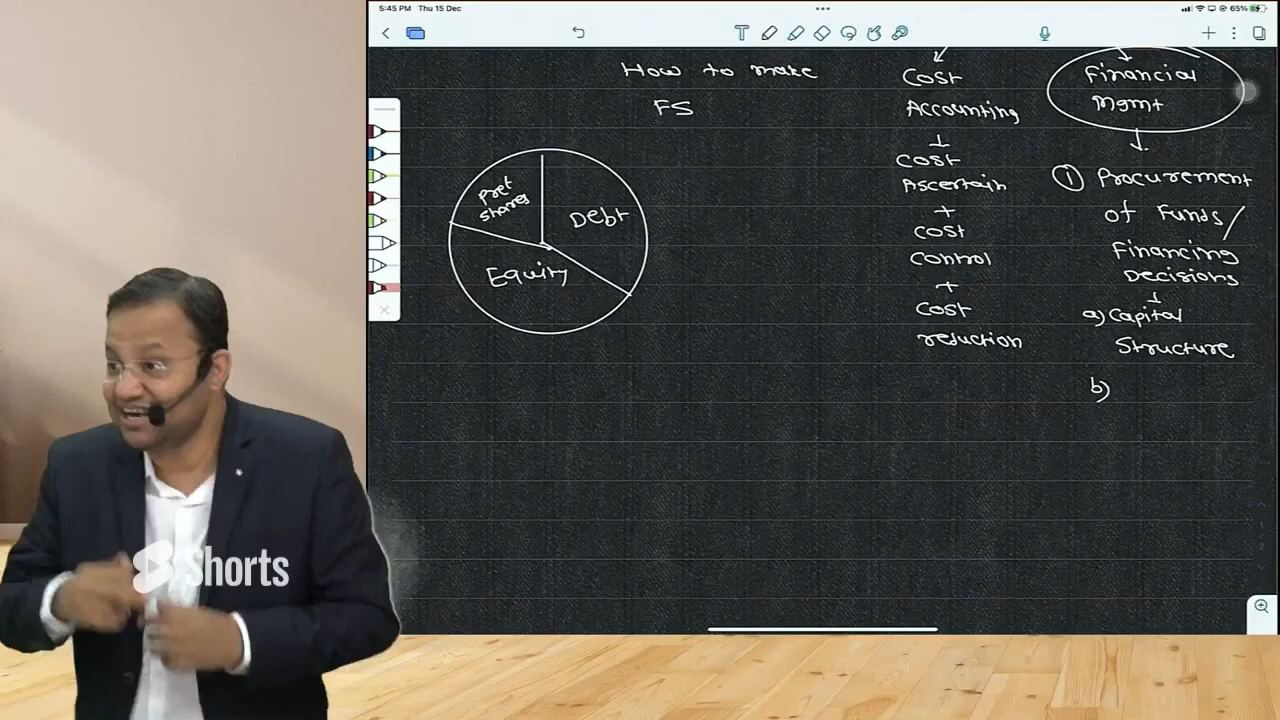 5:45 PM Thu 15 Dec
65%
T
How to make
FS
Pref
shares
Debt
Equity
Cost
Accounting
Cost
Ascertain
+
Cost
Control
+
Cost
reduction
Financial
Mgmt
① Procurement
of Funds/
Financing
Decisions
a) Capital
Structure
b)
Shorts